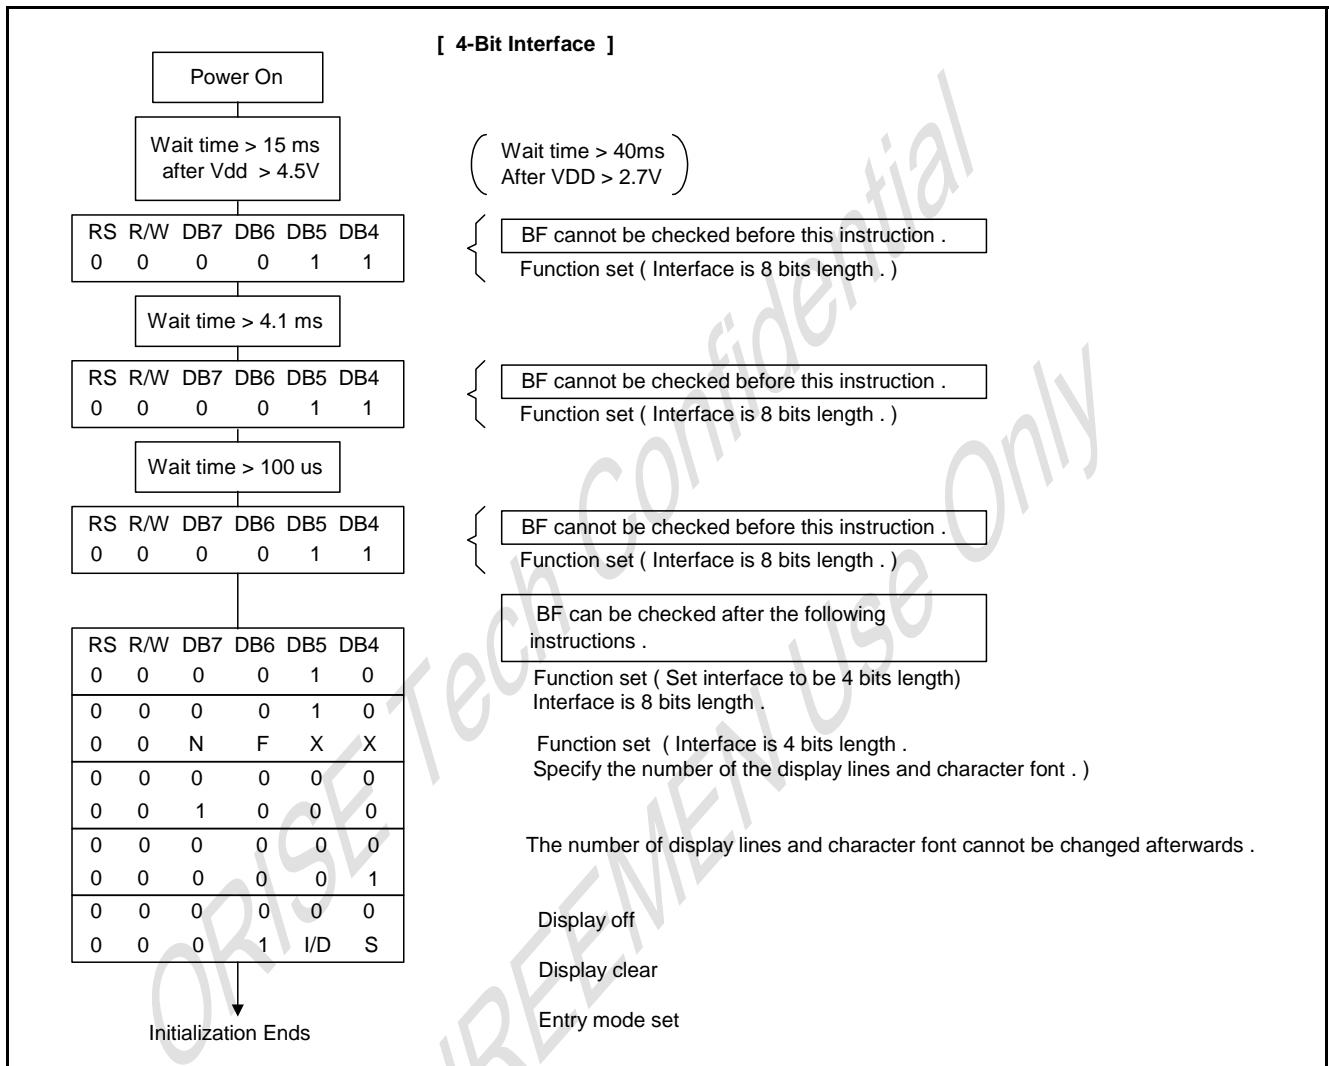 [ 4-Bit Interface ]
Power On
Wait time > 15 ms
after Vdd > 4.5V
Wait time > 40ms
After VDD > 2.7V
RS R/W DB7 DB6 DB5 DB4
0 0 0 0 1 1
BF cannot be checked before this instruction .
Function set ( Interface is 8 bits length . )
Wait time > 4.1 ms
RS R/W DB7 DB6 DB5 DB4
0 0 0 0 1 1
BF cannot be checked before this instruction .
Function set ( Interface is 8 bits length . )
Wait time > 100 us
RS R/W DB7 DB6 DB5 DB4
0 0 0 0 1 1
BF cannot be checked before this instruction .
Function set ( Interface is 8 bits length . )
BF can be checked after the following
instructions .
RS R/W DB7 DB6 DB5 DB4
0 0 0 0 1 0
0 0 0 0 1 0
0 0 N F X X
0 0 0 0 0 0
0 0 1 0 0 0
0 0 0 0 0 0
0 0 0 0 0 1
0 0 0 0 0 0
0 0 0 1 I/D S
Function set ( Set interface to be 4 bits length)
Interface is 8 bits length .
Function set ( Interface is 4 bits length .
Specify the number of the display lines and character font . )
The number of display lines and character font cannot be changed afterwards .
Display off
Display clear
Entry mode set
Initialization Ends
ORISE Tech Confidential
Use Only